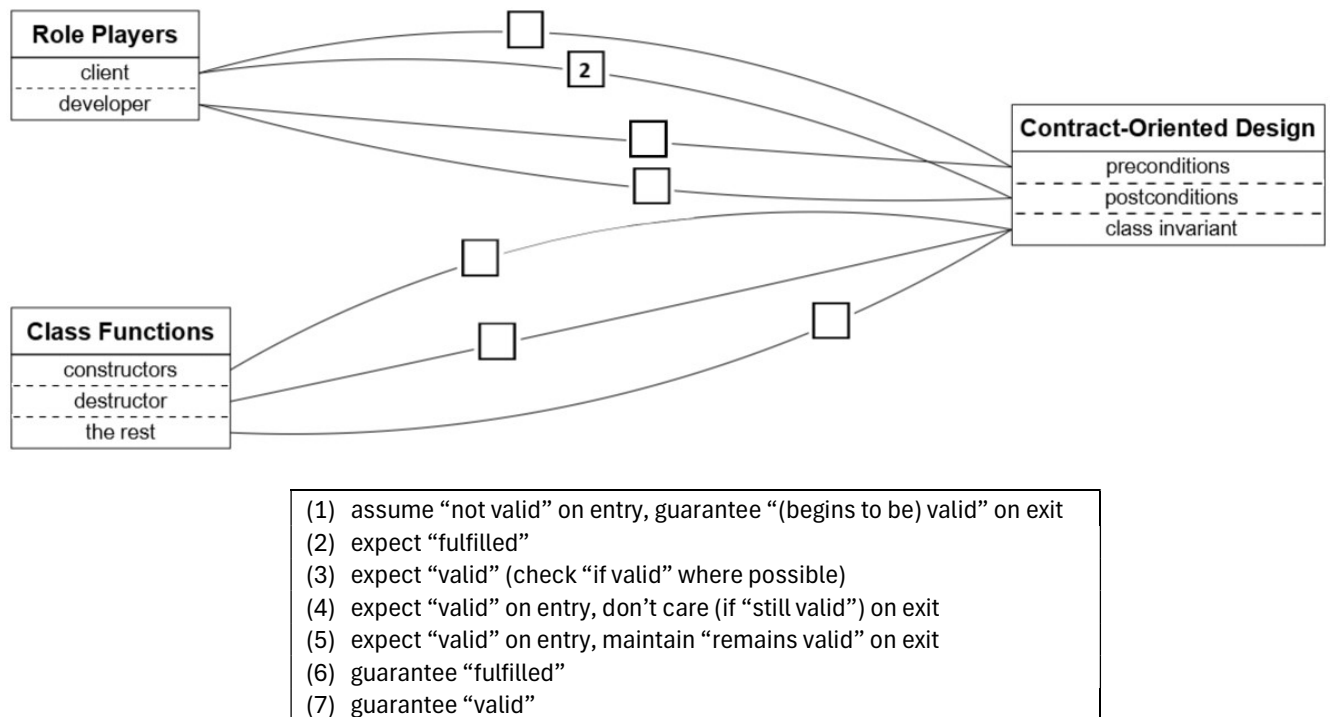 Role Players
client
developer
2
Contract-Oriented Design
preconditions
postconditions
class invariant
Class Functions
constructors
destructor
the rest
(1) assume “not valid” on entry, guarantee “(begins to be) valid” on exit
(2) expect “fulfilled”
(3) expect “valid” (check “if valid” where possible)
(4) expect “valid” on entry, don’t care (if “still valid”) on exit
(5) expect “valid” on entry, maintain “remains valid” on exit
(6) guarantee “fulfilled”
(7) guarantee “valid”